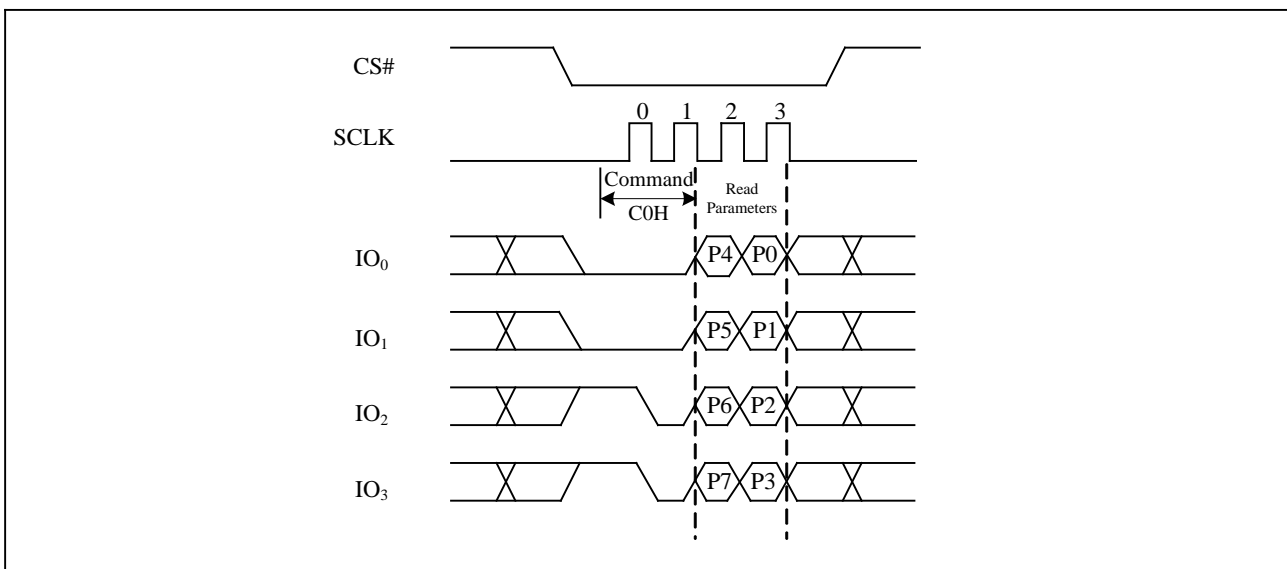 CS#
0 1 2 3
SCLK
Command
C0H
Read
Parameters
IO₀ P4 P0
IO₁ P5 P1
IO₂ P6 P2
IO₃ P7 P3